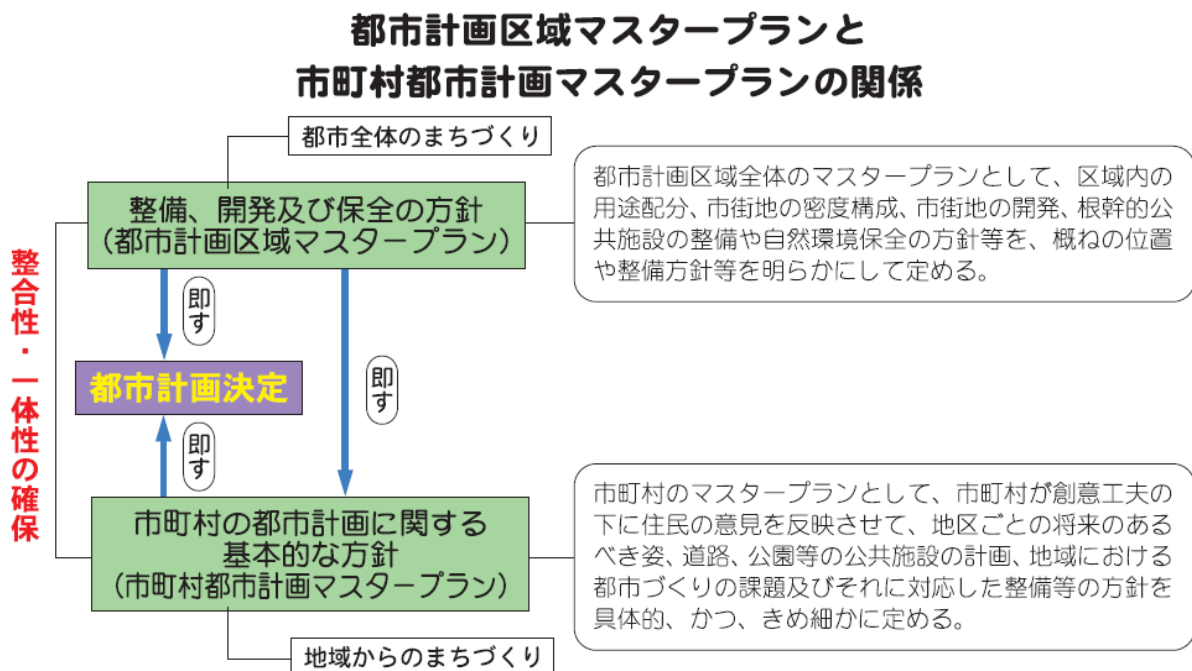 都市計画区域マスタープランと
市町村都市計画マスタープランの関係
都市全体のまちづくり
整備、開発及び保全の方針
（都市計画区域マスタープラン）
都市計画区域全体のマスタープランとして、区域内の
用途配分、市街地の密度構成、市街地の開発、根幹的公
共施設の整備や自然環境保全の方針等を、概ねの位置
や整備方針等を明らかにして定める。
整合性・一体性の確保
即す
都市計画決定
即す
即す
市町村の都市計画に関する
基本的な方針
（市町村都市計画マスタープラン）
市町村のマスタープランとして、市町村が創意工夫の
下に住民の意見を反映させて、地区ごとの将来のある
べき姿、道路、公園等の公共施設の計画、地域における
都市づくりの課題及びそれに対応した整備等の方針を
具体的、かつ、きめ細かに定める。
地域からのまちづくり